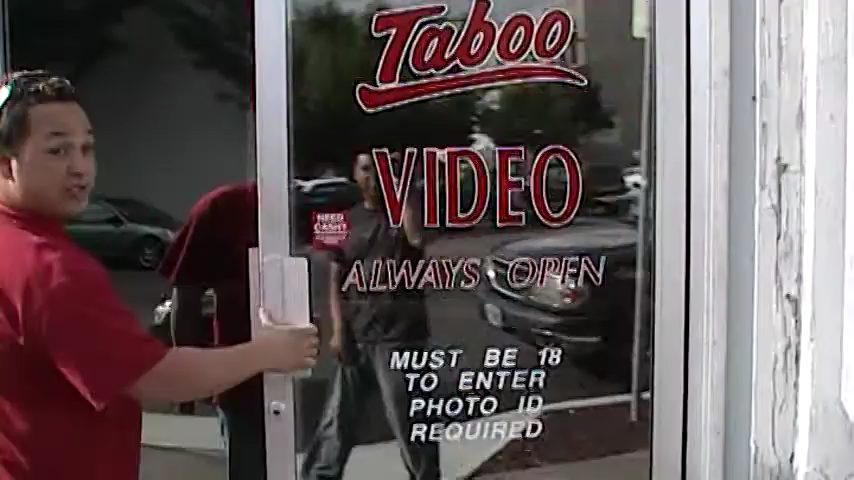 Taboo
VIDEO
NEED
CASH?
ALWAYS OPEN
MUST BE 18
TO ENTER
PHOTO ID
REQUIRED